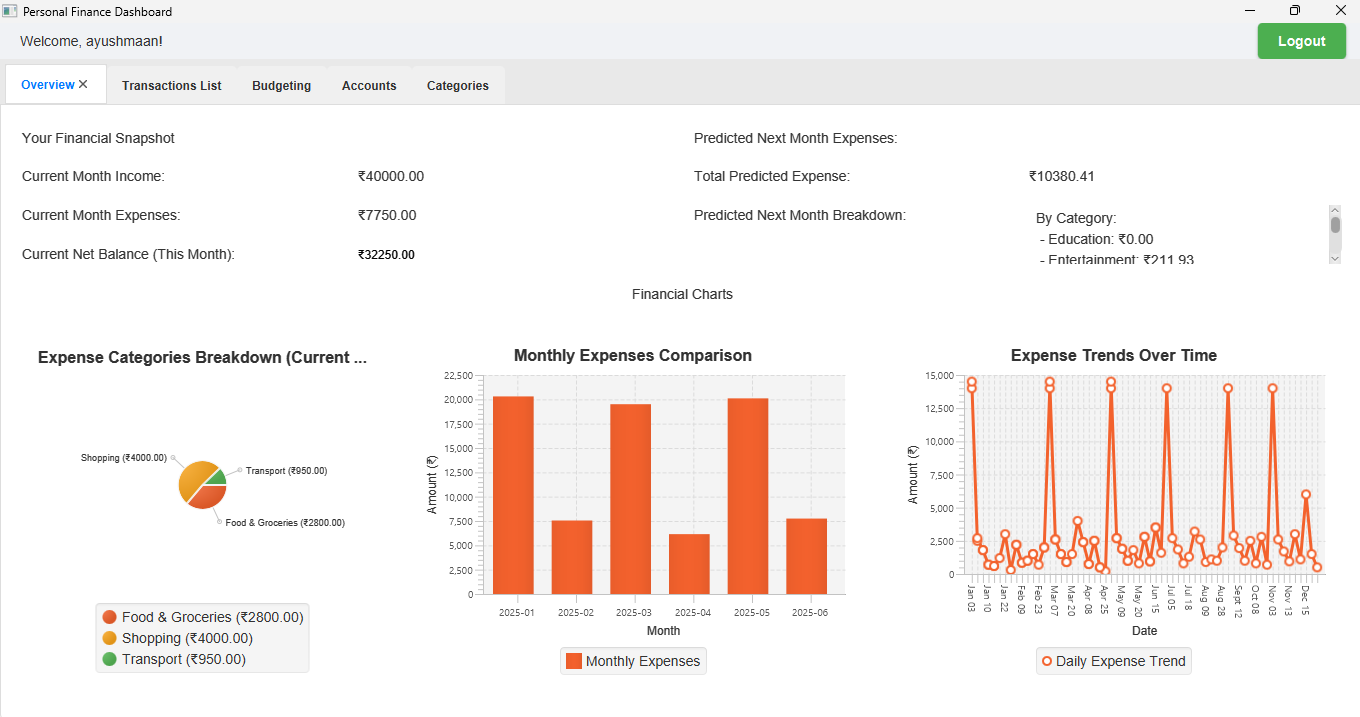 Personal Finance Dashboard
Welcome, ayushmaan!
Logout
Overview ✕
Transactions List
Budgeting
Accounts
Categories
Your Financial Snapshot
Current Month Income: ₹40000.00
Current Month Expenses: ₹7750.00
Current Net Balance (This Month): ₹32250.00
Predicted Next Month Expenses:
Total Predicted Expense: ₹10380.41
Predicted Next Month Breakdown:
By Category:
- Education: ₹0.00
- Entertainment: ₹211.93
Financial Charts
Expense Categories Breakdown (Current ...
Shopping (₹4000.00)
Transport (₹950.00)
Food & Groceries (₹2800.00)
Food & Groceries (₹2800.00)
Shopping (₹4000.00)
Transport (₹950.00)
Monthly Expenses Comparison
Amount (₹)
22,500
20,000
17,500
15,000
12,500
10,000
7,500
5,000
2,500
0
2025-01 2025-02 2025-03 2025-04 2025-05 2025-06
Month
Monthly Expenses
Expense Trends Over Time
Amount (₹)
15,000
12,500
10,000
7,500
5,000
2,500
0
Jan 03
Jan 10
Jan 22
Feb 09
Feb 23
Mar 07
Mar 20
Apr 08
Apr 25
May 09
May 20
Jun 15
Jul 05
Jul 18
Aug 09
Aug 28
Sept 12
Oct 08
Nov 03
Nov 13
Dec 15
Date
Daily Expense Trend